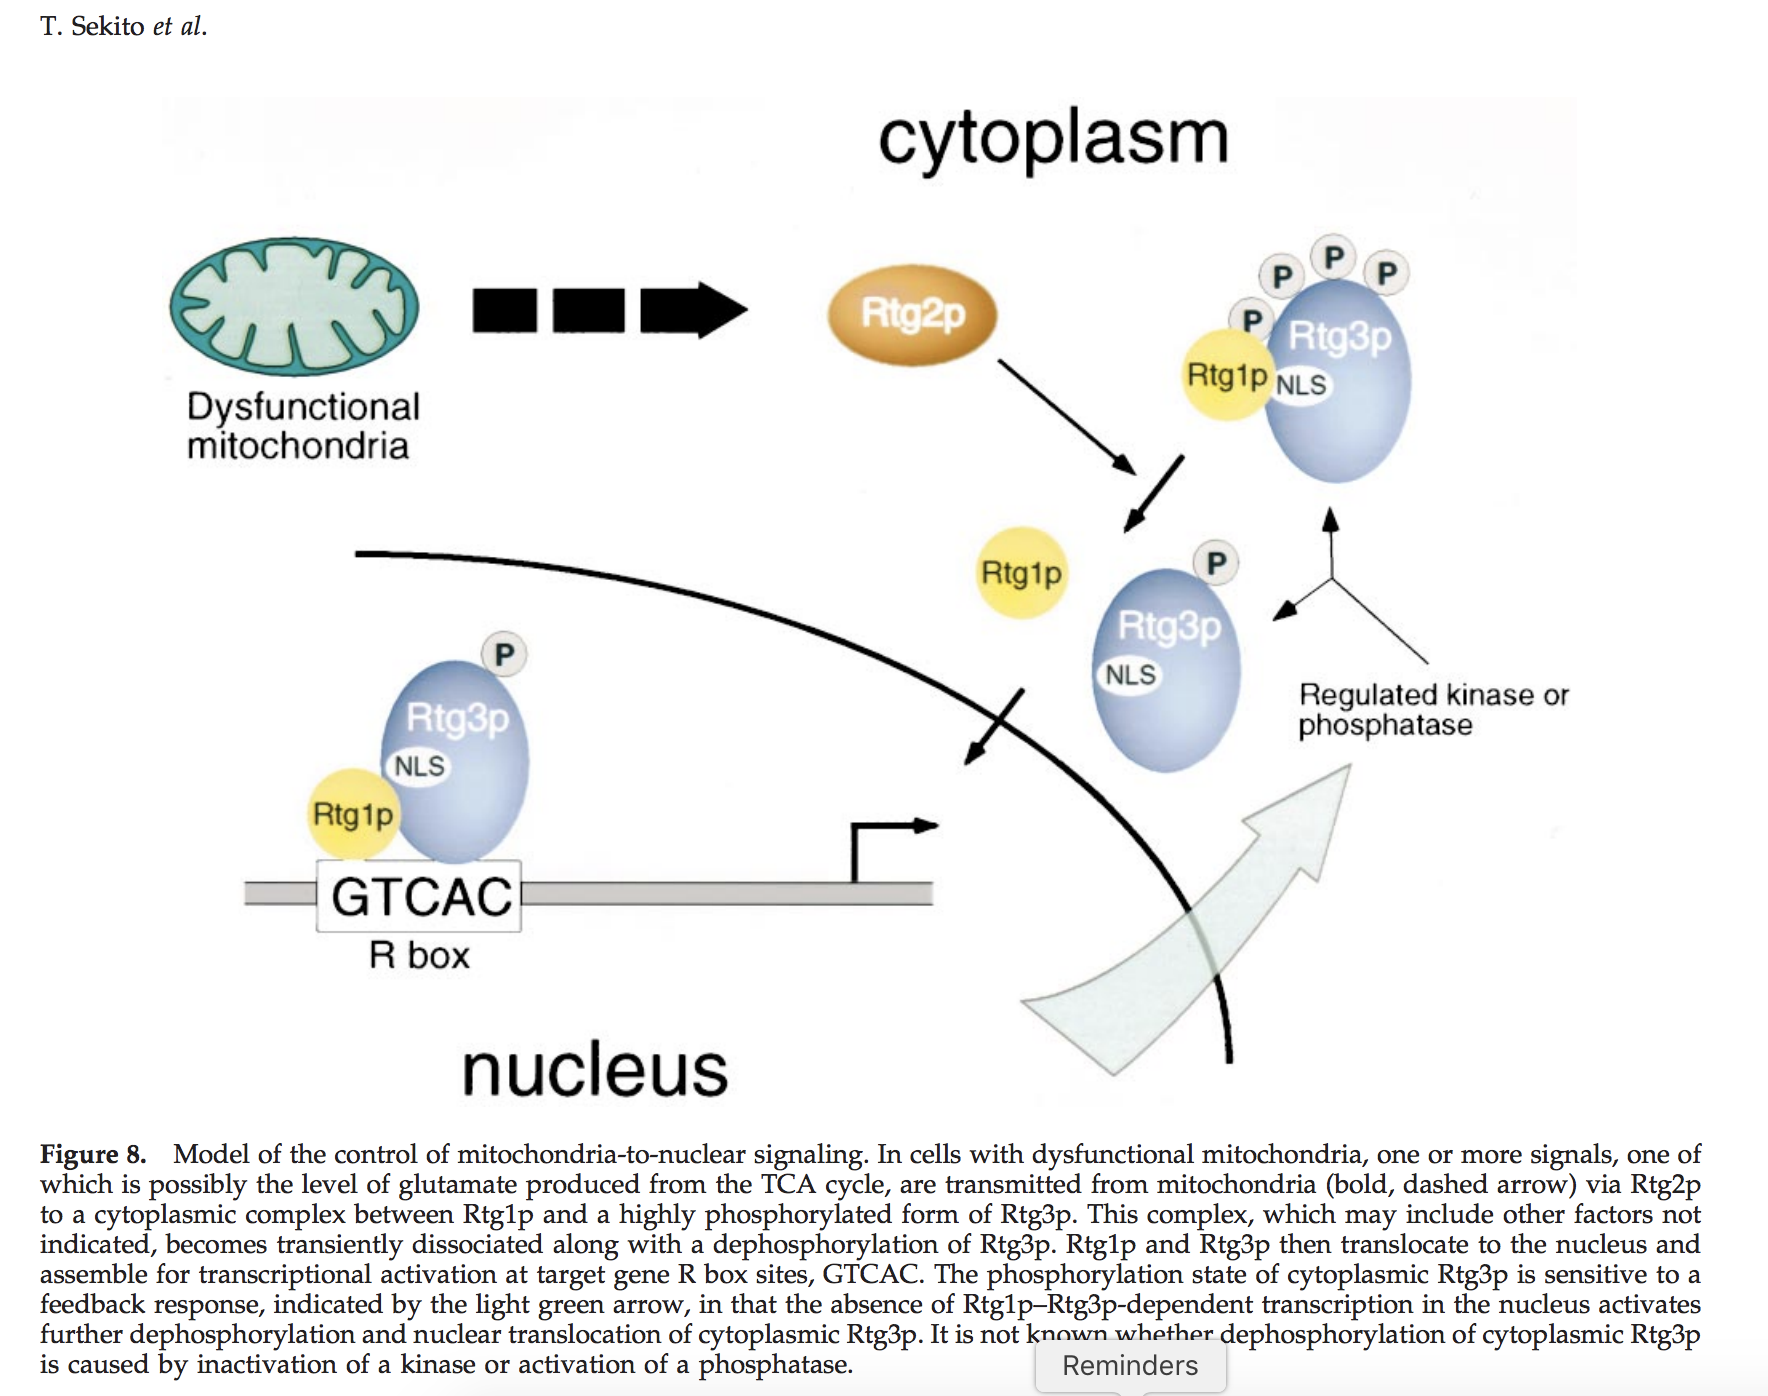 T. Sekito et al.
cytoplasm
P
P
P
P
Rtg2p
Rtg3p
Rtg1p
NLS
Dysfunctional
mitochondria
Rtg1p
P
Rtg3p
NLS
P
Rtg3p
NLS
Rtg1p
Regulated kinase or
phosphatase
GTCAC
R box
nucleus
Figure 8. Model of the control of mitochondria-to-nuclear signaling. In cells with dysfunctional mitochondria, one or more signals, one of
which is possibly the level of glutamate produced from the TCA cycle, are transmitted from mitochondria (bold, dashed arrow) via Rtg2p
to a cytoplasmic complex between Rtg1p and a highly phosphorylated form of Rtg3p. This complex, which may include other factors not
indicated, becomes transiently dissociated along with a dephosphorylation of Rtg3p. Rtg1p and Rtg3p then translocate to the nucleus and
assemble for transcriptional activation at target gene R box sites, GTCAC. The phosphorylation state of cytoplasmic Rtg3p is sensitive to a
feedback response, indicated by the light green arrow, in that the absence of Rtg1p–Rtg3p-dependent transcription in the nucleus activates
further dephosphorylation and nuclear translocation of cytoplasmic Rtg3p. It is not known whether dephosphorylation of cytoplasmic Rtg3p
is caused by inactivation of a kinase or activation of a phosphatase.
Reminders